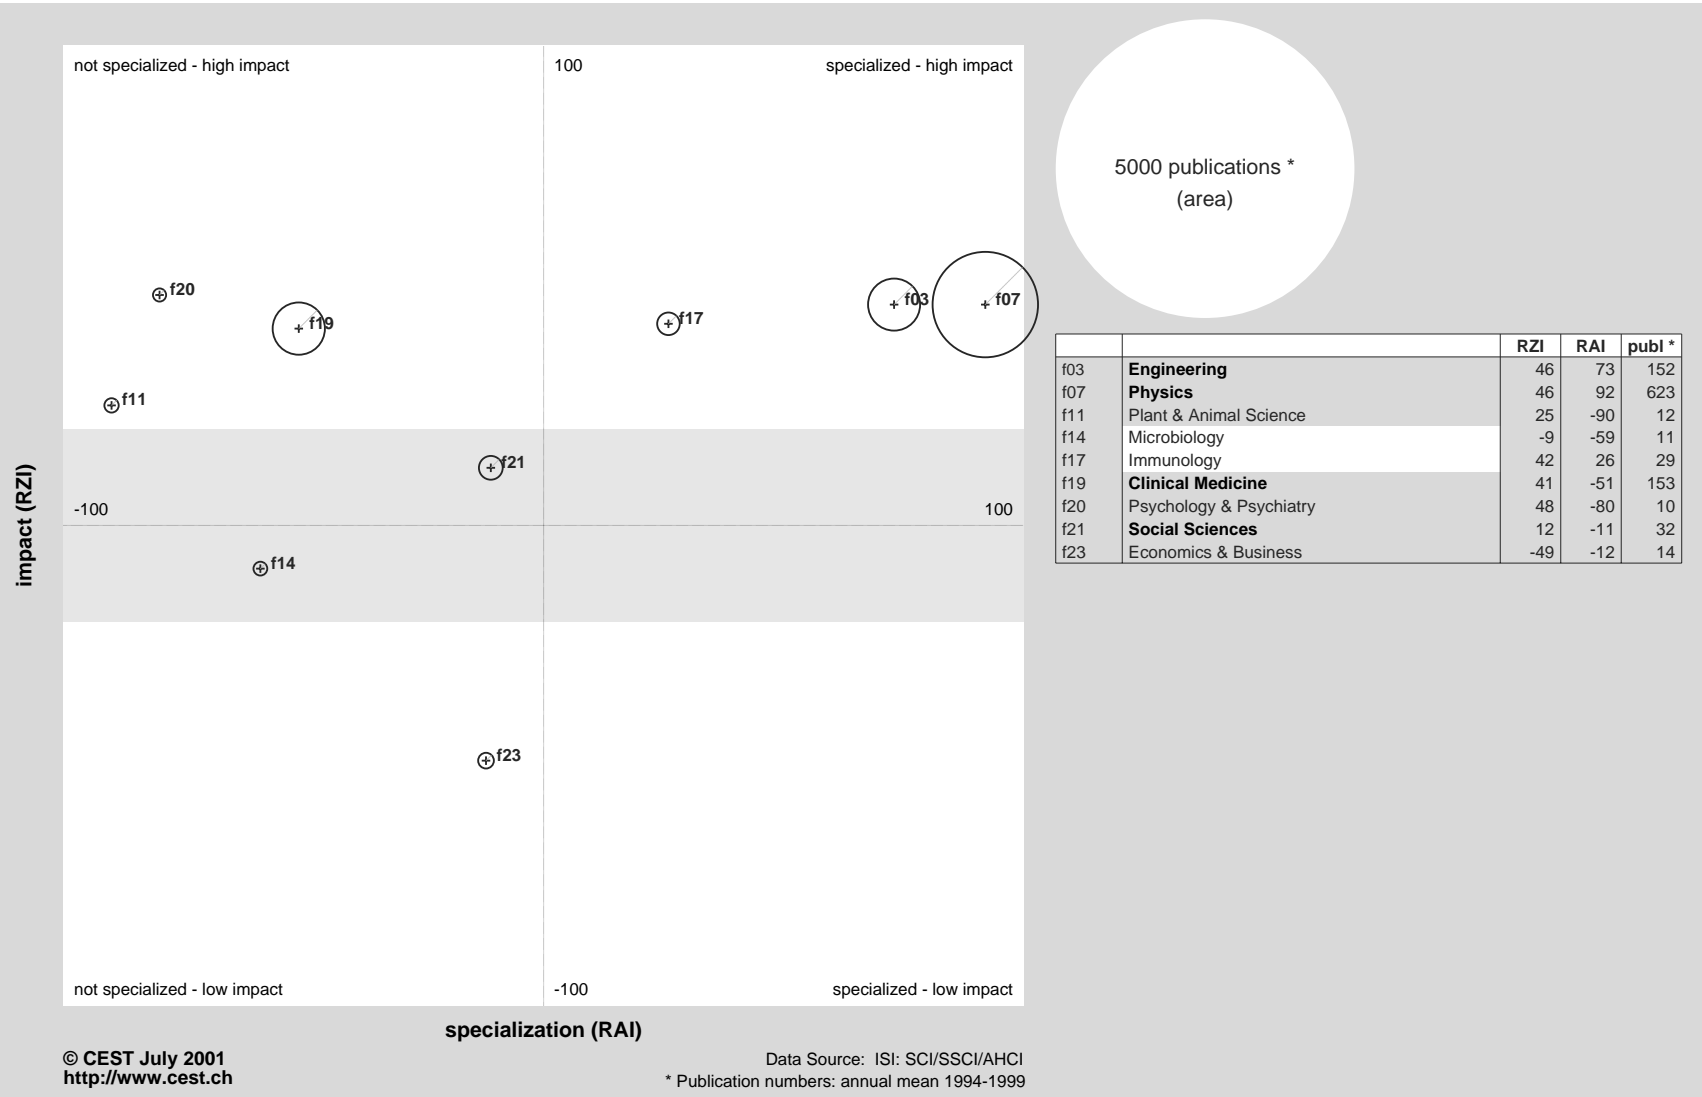 not specialized - high impact
100
specialized - high impact
5000 publications *
(area)
f20
f19
f17
f03
f07
f11
f21
-100
100
f14
f23
impact (RZI)
not specialized - low impact
-100
specialized - low impact
specialization (RAI)
RZI RAI publ *
f03 Engineering 46 73 152
f07 Physics 46 92 623
f11 Plant & Animal Science 25 -90 12
f14 Microbiology -9 -59 11
f17 Immunology 42 26 29
f19 Clinical Medicine 41 -51 153
f20 Psychology & Psychiatry 48 -80 10
f21 Social Sciences 12 -11 32
f23 Economics & Business -49 -12 14
© CEST July 2001
http://www.cest.ch
Data Source: ISI: SCI/SSCI/AHCI
* Publication numbers: annual mean 1994-1999